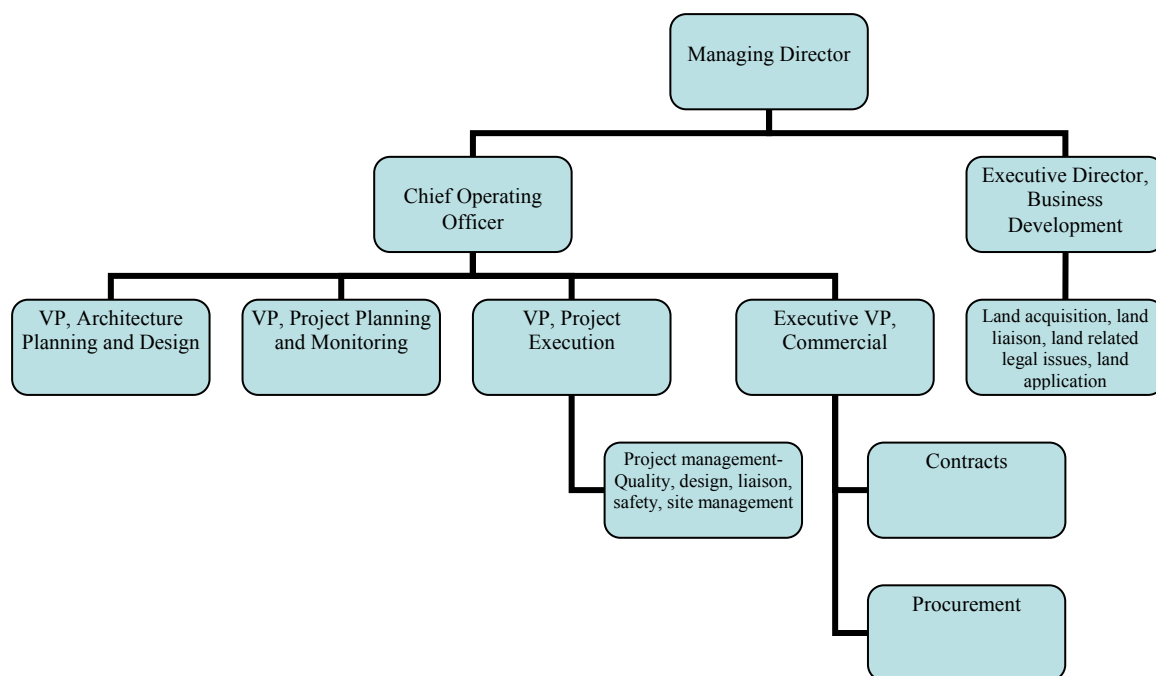 Managing Director
Chief Operating
Officer
Executive Director,
Business
Development
VP, Architecture
Planning and Design
VP, Project Planning
and Monitoring
VP, Project
Execution
Executive VP,
Commercial
Land acquisition, land
liaison, land related
legal issues, land
application
Project management-
Quality, design, liaison,
safety, site management
Contracts
Procurement